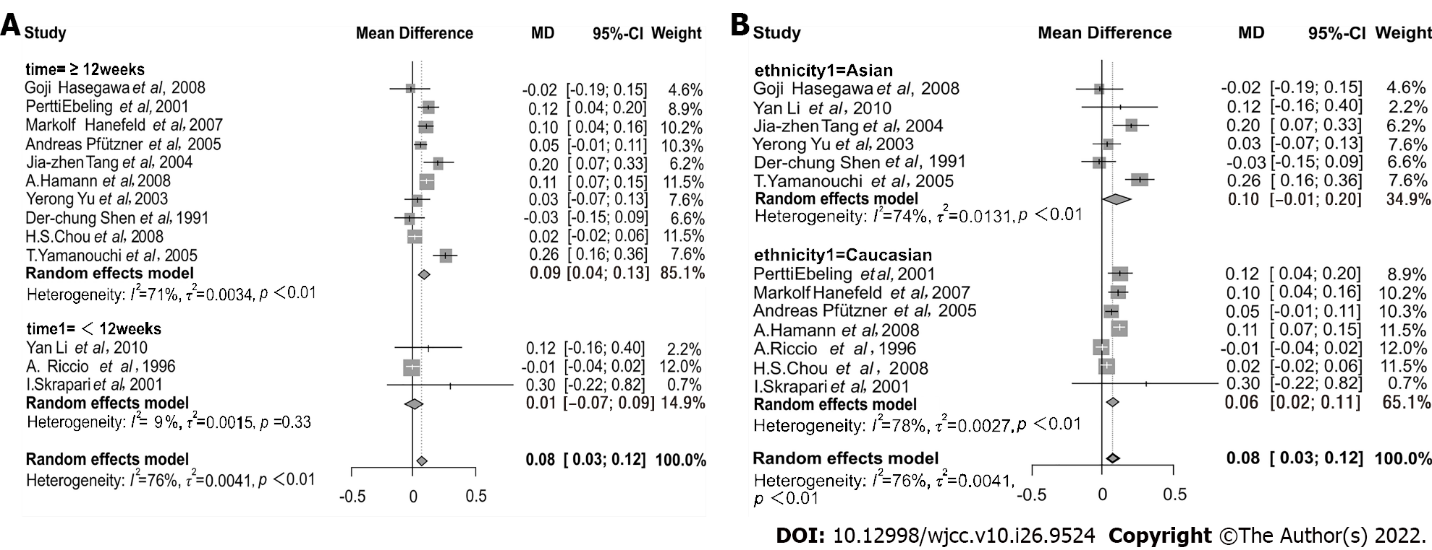 A Study Mean Difference MD 95%-CI Weight
time=≥12weeks
Goji Hasegawa et al, 2008 -0.02 [-0.19; 0.15] 4.6%
PerttiEbeling et al, 2001 0.12 [0.04; 0.20] 8.9%
Markolf Hanefeld et al, 2007 0.10 [0.04; 0.16] 10.2%
Andreas Pfützner et al, 2005 0.05 [-0.01; 0.11] 10.3%
Jia-zhen Tang et al, 2004 0.20 [0.07; 0.33] 6.2%
A.Hamann et al, 2008 0.11 [0.07; 0.15] 11.5%
Yerong Yu et al, 2003 0.03 [-0.07; 0.13] 7.6%
Der-chung Shen et al, 1991 -0.03 [-0.15; 0.09] 6.6%
H.S.Chou et al, 2008 0.02 [-0.02; 0.06] 11.5%
T.Yamanouchi et al, 2005 0.26 [0.16; 0.36] 7.6%
Random effects model 0.09 [0.04; 0.13] 85.1%
Heterogeneity: I²=71%, τ²=0.0034, p <0.01
time1= < 12weeks
Yan Li et al, 2010 0.12 [-0.16; 0.40] 2.2%
A. Riccio et al, 1996 -0.01 [-0.04; 0.02] 12.0%
I.Skrapari et al, 2001 0.30 [-0.22; 0.82] 0.7%
Random effects model 0.01 [−0.07; 0.09] 14.9%
Heterogeneity: I²= 9%, τ²=0.0015, p =0.33
Random effects model 0.08 [0.03; 0.12] 100.0%
Heterogeneity: I²=76%, τ²=0.0041, p <0.01
-0.5 0 0.5
B Study Mean Difference MD 95%-CI Weight
ethnicity1=Asian
Goji Hasegawa et al, 2008 -0.02 [-0.19; 0.15] 4.6%
Yan Li et al, 2010 0.12 [-0.16; 0.40] 2.2%
Jia-zhen Tang et al, 2004 0.20 [0.07; 0.33] 6.2%
Yerong Yu et al, 2003 0.03 [-0.07; 0.13] 7.6%
Der-chung Shen et al, 1991 -0.03 [-0.15; 0.09] 6.6%
T.Yamanouchi et al, 2005 0.26 [0.16; 0.36] 7.6%
Random effects model 0.10 [−0.01; 0.20] 34.9%
Heterogeneity: I²=74%, τ²=0.0131, p <0.01
ethnicity1=Caucasian
PerttiEbeling etal, 2001 0.12 [0.04; 0.20] 8.9%
Markolf Hanefeld et al, 2007 0.10 [0.04; 0.16] 10.2%
Andreas Pfützner et al, 2005 0.05 [-0.01; 0.11] 10.3%
A.Hamann et al, 2008 0.11 [0.07; 0.15] 11.5%
A.Riccio et al, 1996 -0.01 [-0.04; 0.02] 12.0%
H.S.Chou et al, 2008 0.02 [-0.02; 0.06] 11.5%
I.Skrapari et al, 2001 0.30 [-0.22; 0.82] 0.7%
Random effects model 0.06 [0.02; 0.11] 65.1%
Heterogeneity: I²=78%, τ²=0.0027, p <0.01
Random effects model 0.08 [0.03; 0.12] 100.0%
Heterogeneity: I²=76%, τ²=0.0041,
p <0.01
-0.5 0 0.5
DOI: 10.12998/wjcc.v10.i26.9524 Copyright ©The Author(s) 2022.